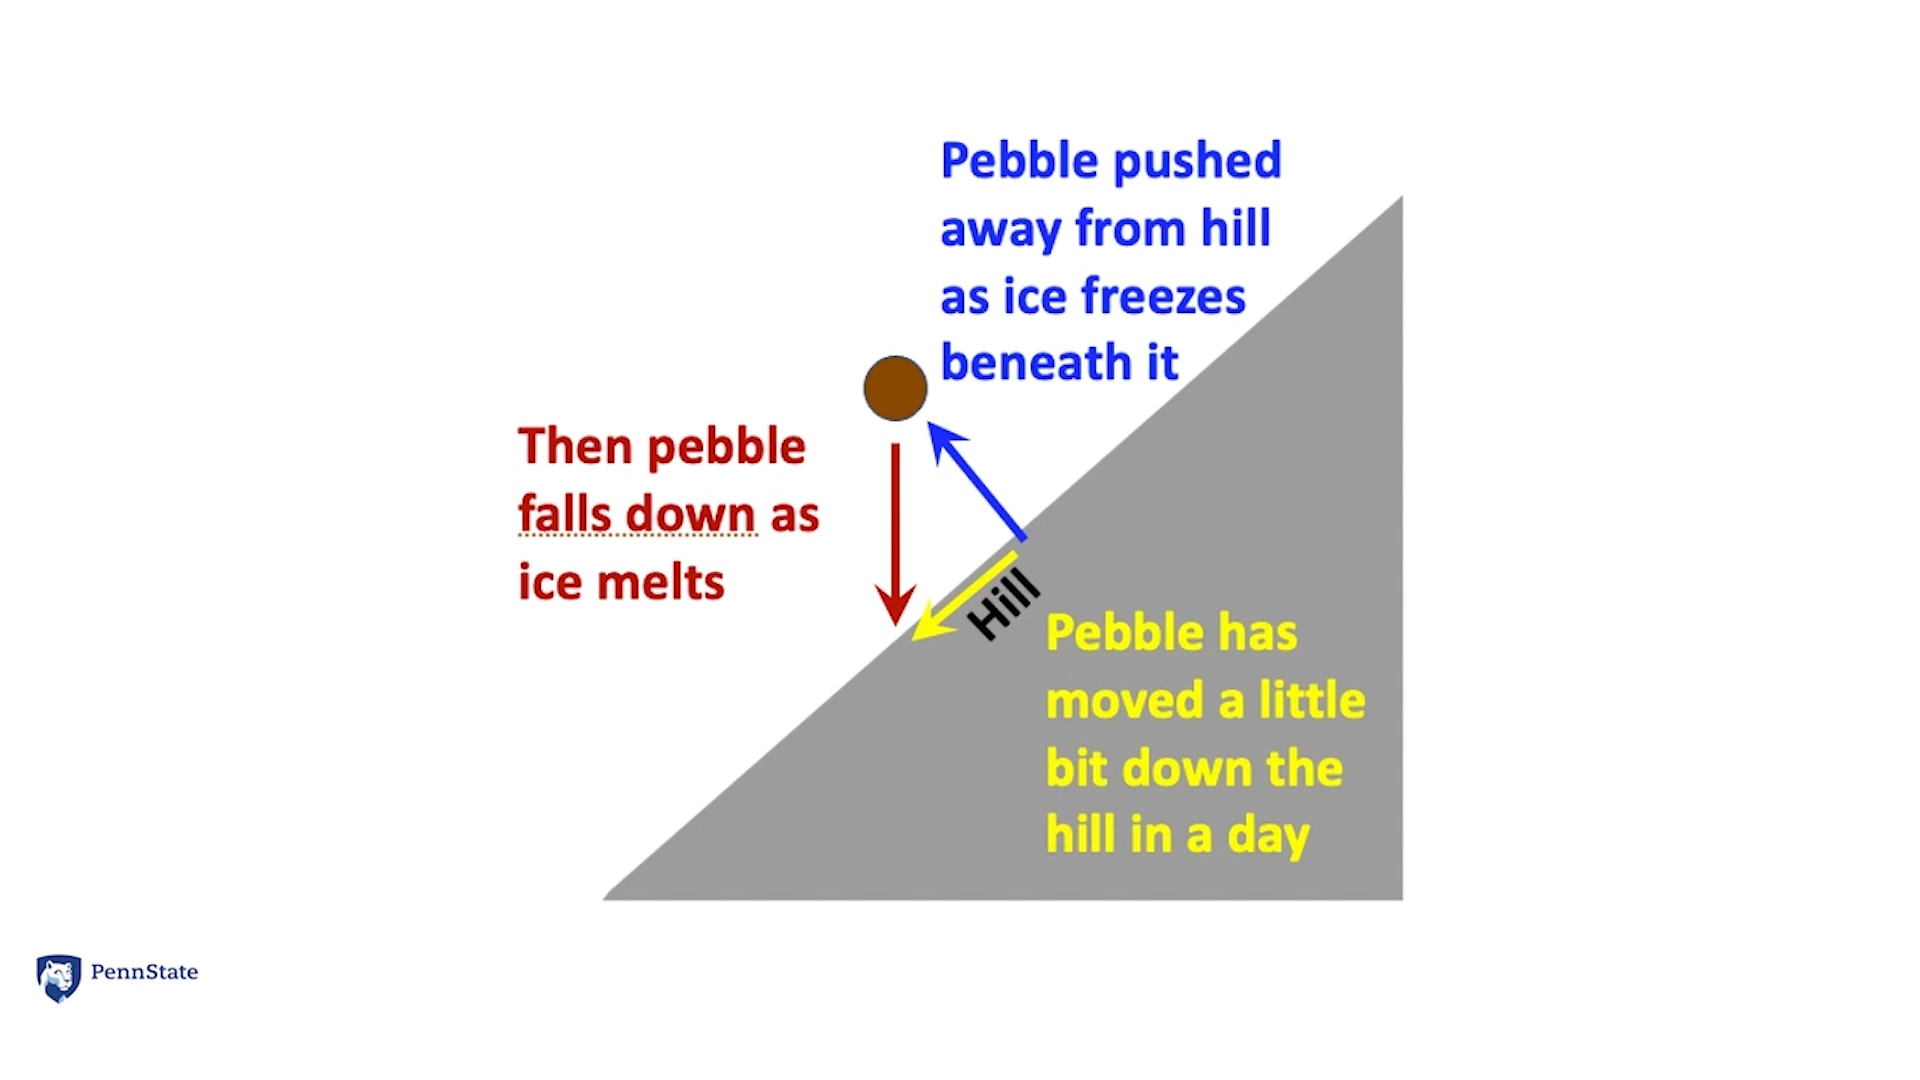 Pebble pushed
away from hill
as ice freezes
beneath it
Then pebble
falls down as
ice melts
Hill
Pebble has
moved a little
bit down the
hill in a day
PennState